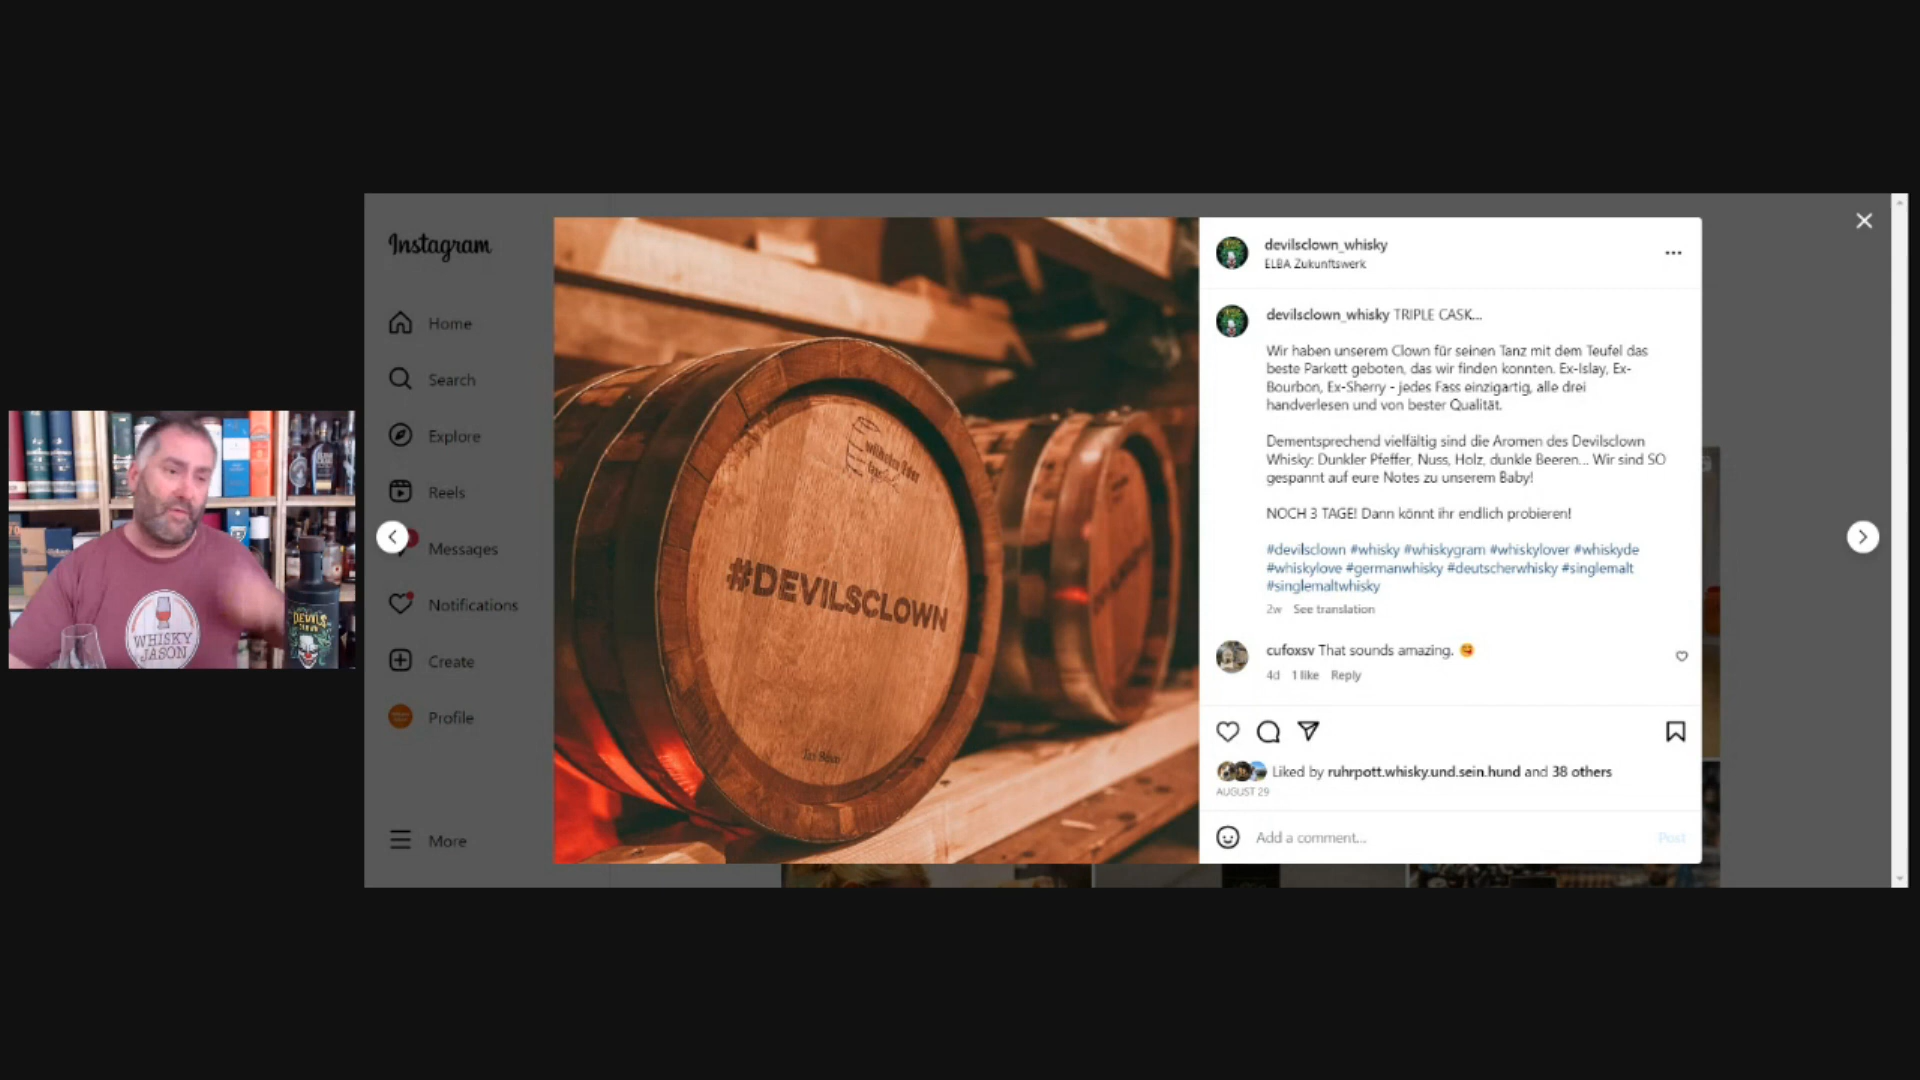 Instagram
Home
Search
Explore
Reels
Messages
Notifications
Create
Profile
More
WHISKY
JASON
DEVILS
#DEVILSCLOWN
devilsclown_whisky
ELBA Zukunftswerk
devilsclown_whisky TRIPLE CASK...
Wir haben unserem Clown für seinen Tanz mit dem Teufel das
beste Parkett geboten, das wir finden konnten. Ex-Islay, Ex-
Bourbon, Ex-Sherry - jedes Fass einzigartig, alle drei
handverlesen und von bester Qualität.
Dementsprechend vielfältig sind die Aromen des Devilsclown
Whisky: Dunkler Pfeffer, Nuss, Holz, dunkle Beeren... Wir sind SO
gespannt auf eure Notes zu unserem Baby!
NOCH 3 TAGE! Dann könnt ihr endlich probieren!
#devilsclown #whisky #whiskygram #whiskylover #whiskyde
#whiskylove #germanwhisky #deutscherwhisky #singlemalt
#singlemaltwhisky
2w See translation
cufoxsv That sounds amazing. 😋
4d 1 like Reply
Liked by ruhrpott.whisky.und.sein.hund and 38 others
AUGUST 29
Add a comment...
Post